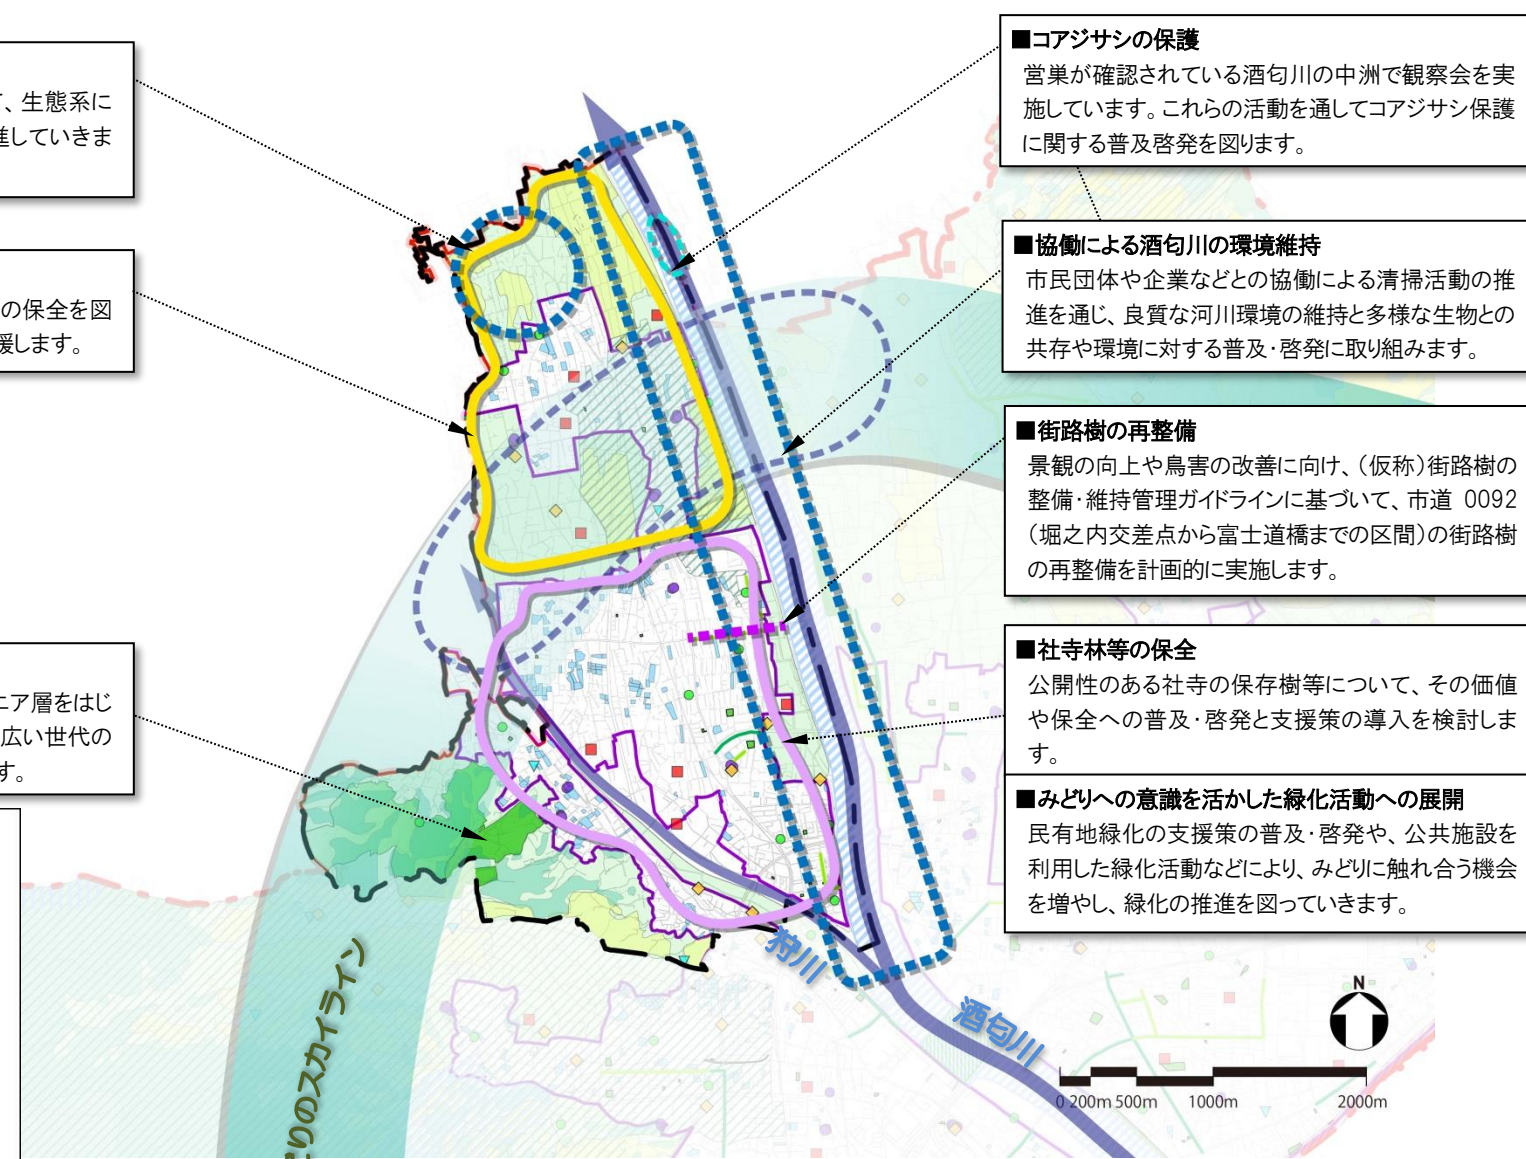 て、生態系に
進していきま
の保全を図
援します。
ニア層をはじ
広い世代の
す。
■コアジサシの保護
営巣が確認されている酒匂川の中洲で観察会を実
施しています。これらの活動を通してコアジサシ保護
に関する普及啓発を図ります。
■協働による酒匂川の環境維持
市民団体や企業などとの協働による清掃活動の推
進を通じ、良質な河川環境の維持と多様な生物との
共存や環境に対する普及・啓発に取り組みます。
■街路樹の再整備
景観の向上や鳥害の改善に向け、（仮称）街路樹の
整備・維持管理ガイドラインに基づいて、市道 0092
（堀之内交差点から富士道橋までの区間）の街路樹
の再整備を計画的に実施します。
■社寺林等の保全
公開性のある社寺の保存樹等について、その価値
や保全への普及・啓発と支援策の導入を検討しま
す。
■みどりへの意識を活かした緑化活動への展開
民有地緑化の支援策の普及・啓発や、公共施設を
利用した緑化活動などにより、みどりに触れ合う機会
を増やし、緑化の推進を図っていきます。
狩川
酒匂川
どりのスカイライン
N
0 200m 500m 1000m 2000m